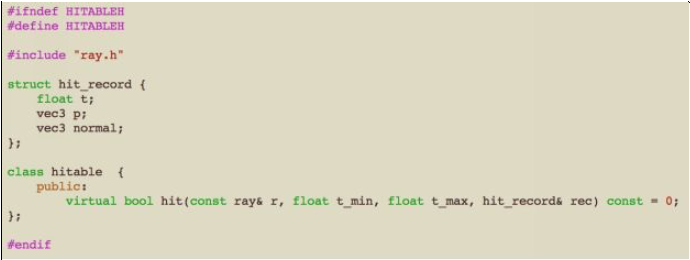 #ifndef HITABLEH
#define HITABLEH
#include "ray.h"
struct hit_record {
    float t;
    vec3 p;
    vec3 normal;
};
class hitable  {
    public:
        virtual bool hit(const ray& r, float t_min, float t_max, hit_record& rec) const = 0;
};
#endif